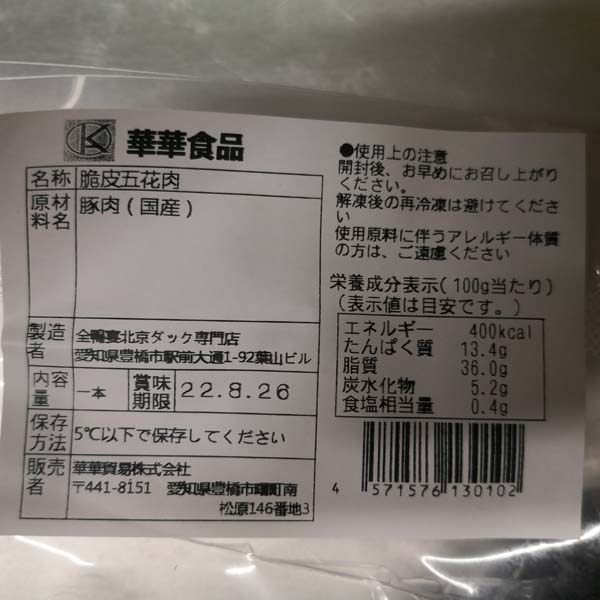 K 華華食品
名称 脆皮五花肉
原材料名 豚肉(国産)
製造者 全鴨宴北京ダック専門店
愛知県豊橋市駅前大通1-92葉山ビル
内容量 一本 賞味期限 22.8.26
保存方法 5℃以下で保存してください
販売者 華華貿易株式会社
〒441-8151 愛知県豊橋市曙町南
松原146番地3
●使用上の注意
開封後、お早めにお召し上がり
ください。
解凍後の再冷凍は避けてくださ
い
使用原料に伴うアレルギー体質
の方は、ご遠慮ください
栄養成分表示(100g当たり)
(表示値は目安です。)
エネルギー 400kcal
たんぱく質 13.4g
脂質 36.0g
炭水化物 5.2g
食塩相当量 0.4g
4 571576 130102